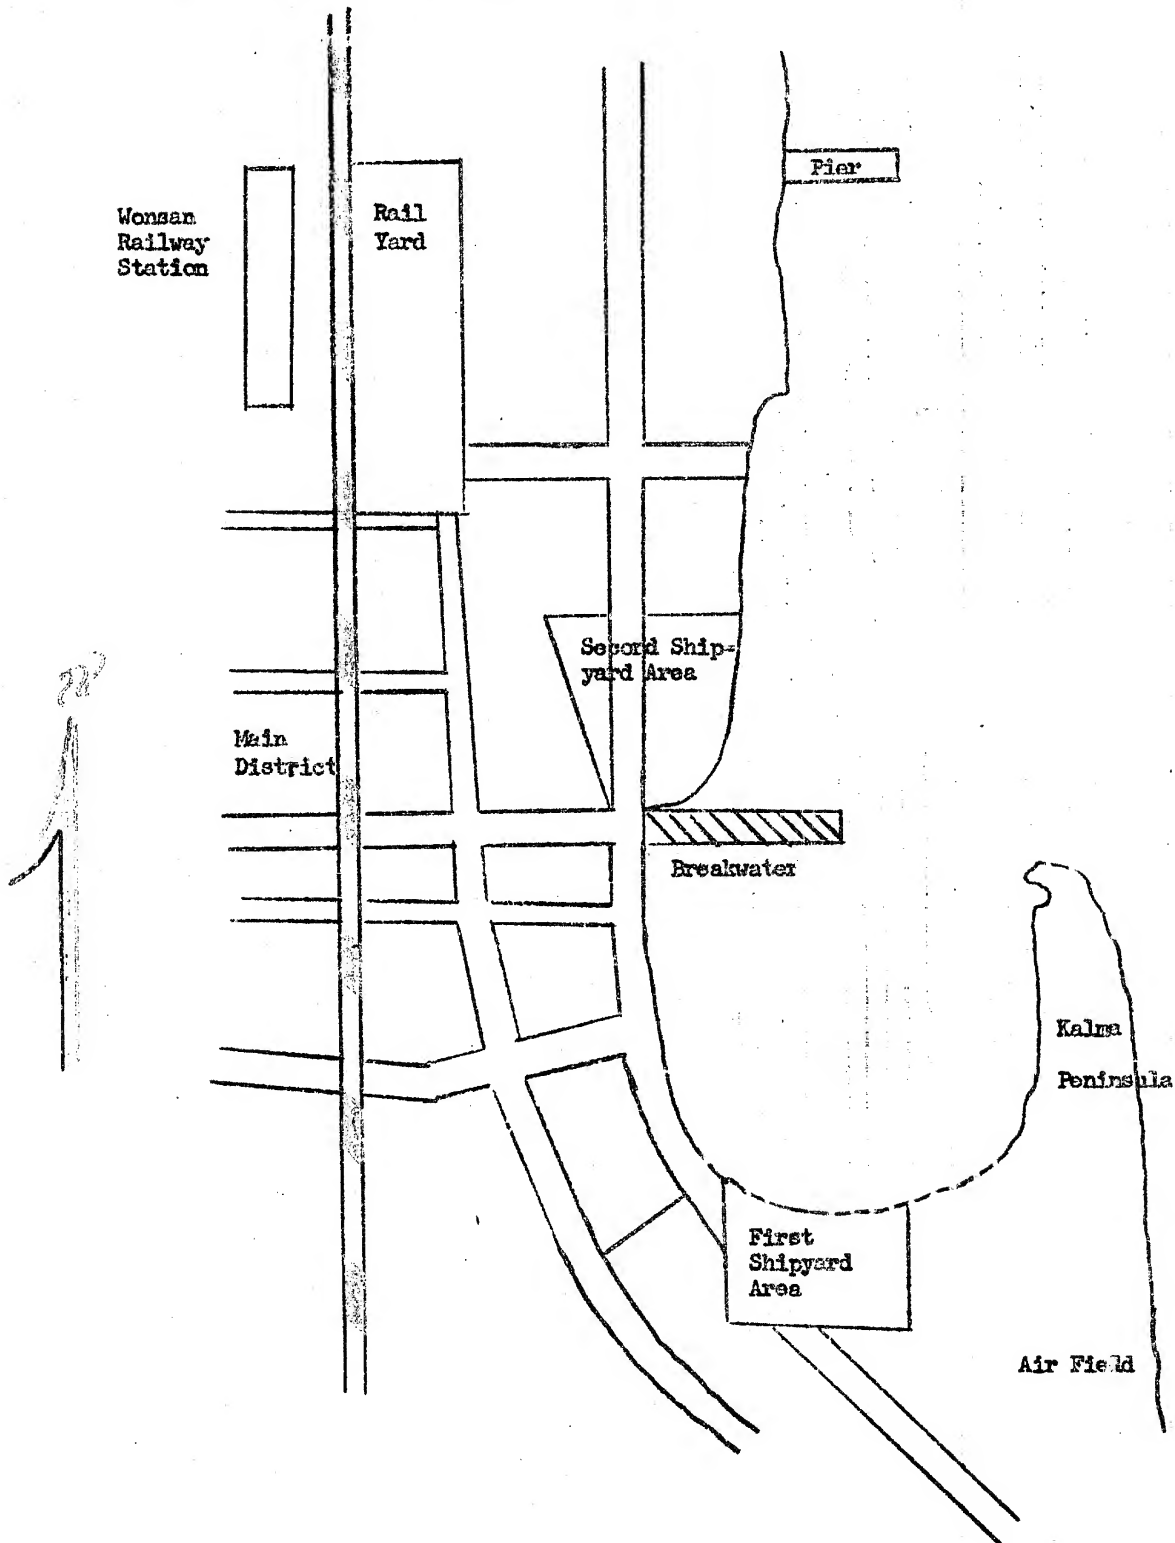 Pier
Wonsan
Railway
Station
Rail
Yard
Second Ship-
yard Area
Main
District
Breakwater
Kalma
Peninsula
First
Shipyard
Area
Air Field